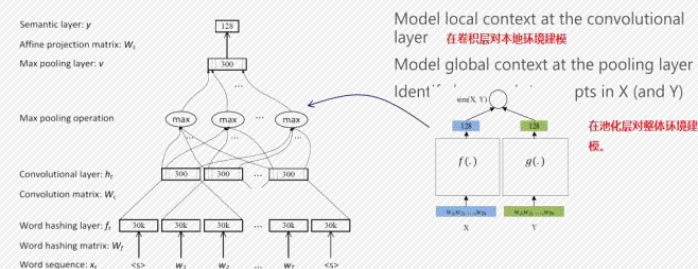 Semantic layer: y
128
Affine projection matrix: Ws
Max pooling layer: v
300
...
Max pooling operation
max
max
...
max
...
...
Convolutional layer: ht
300
300
...
300
Convolution matrix: Wc
Word hashing layer: ft
30k
30k
30k
...
30k
30k
Word hashing matrix: Wf
Word sequence: xt
<s>
w1
w2
...
wT
<s>
Model local context at the convolutional
layer 在卷积层对本地环境建模
Model global context at the pooling layer
Ident
pts in X (and Y)
sim(X, Y)
128
128
在池化层对整体环境建
模。
f(.)
g(.)
X
Y